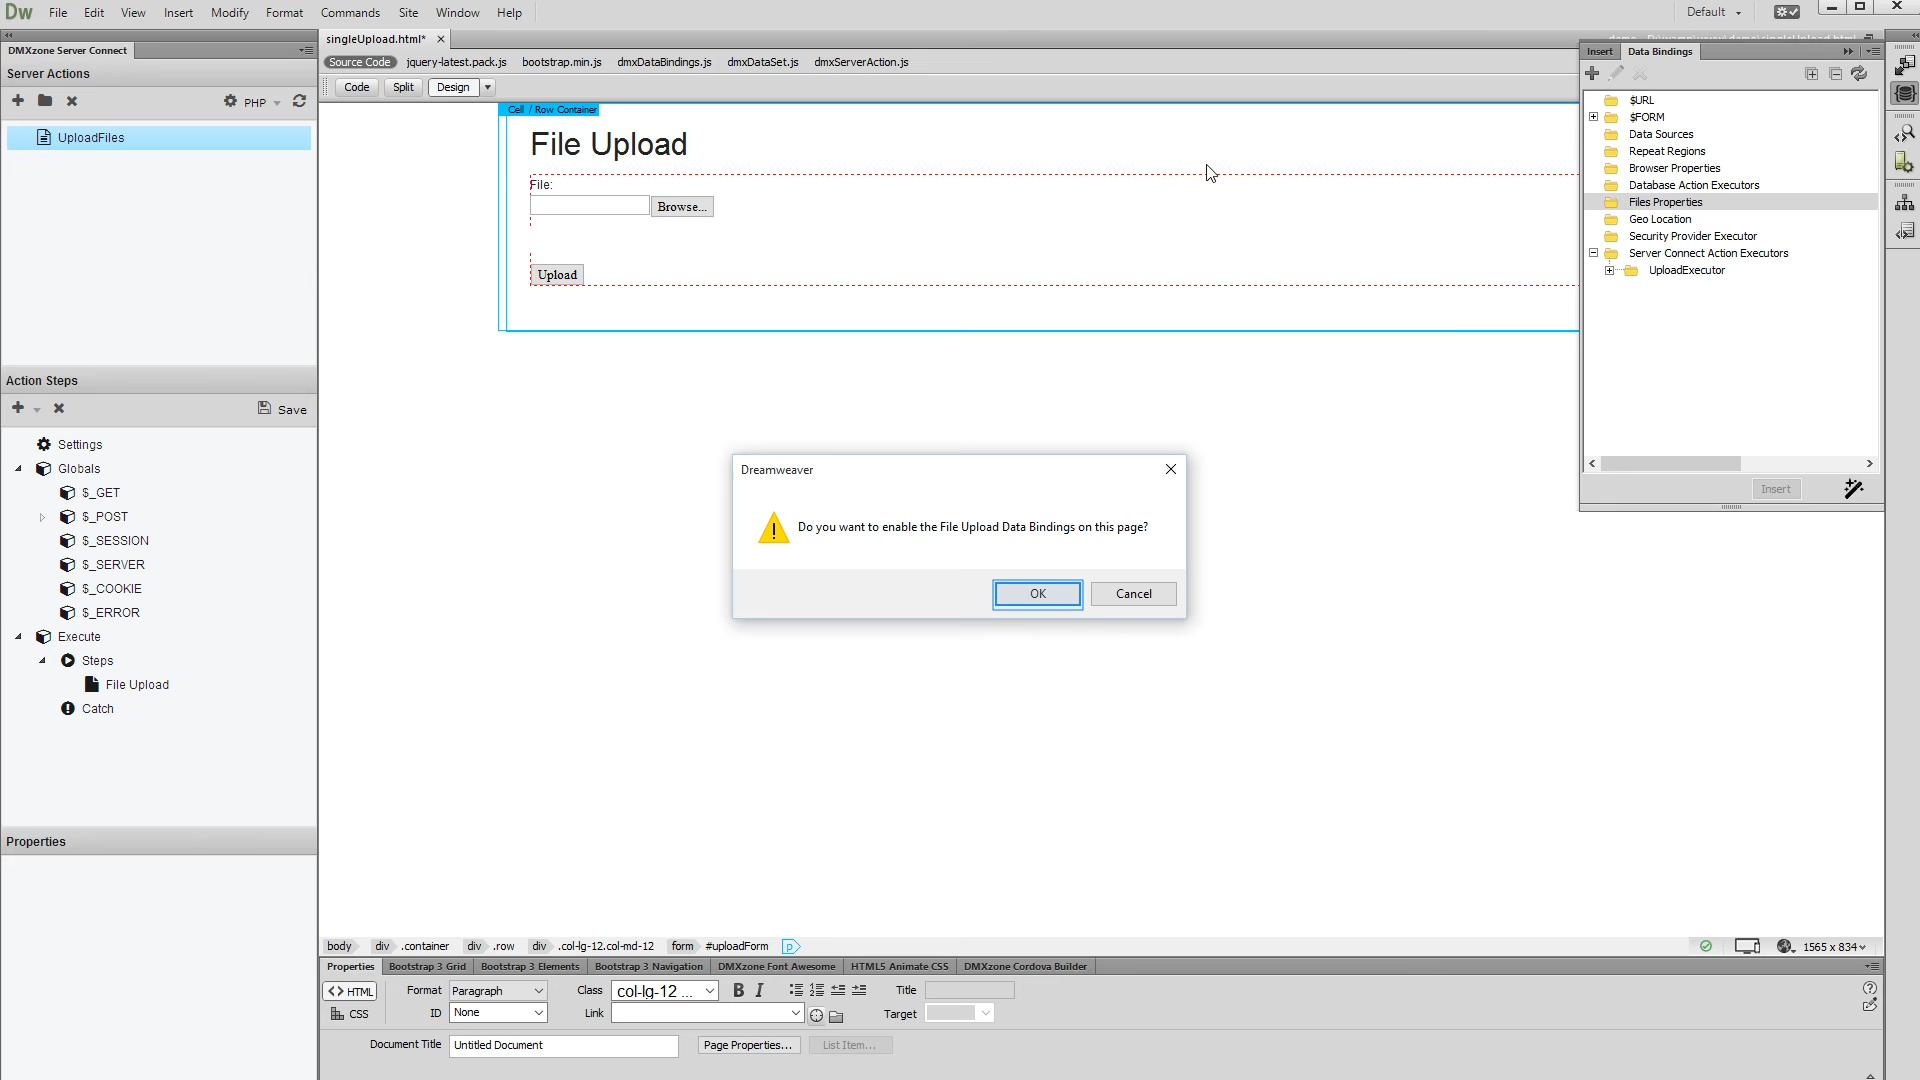 Dw File Edit View Insert Modify Format Commands Site Window Help Default
DMXzone Server Connect
singleUpload.html*
Server Actions
Source Code jquery-latest.pack.js bootstrap.min.js dmxDataBindings.js dmxDataSet.js dmxServerAction.js
Insert Data Bindings
Code Split Design
PHP
UploadFiles
Cell / Row Container
File Upload
File:
Browse...
Upload
$URL
$FORM
Data Sources
Repeat Regions
Browser Properties
Database Action Executors
Files Properties
Geo Location
Security Provider Executor
Server Connect Action Executors
UploadExecutor
Insert
Action Steps
Save
Settings
Globals
$_GET
$_POST
$_SESSION
$_SERVER
$_COOKIE
$_ERROR
Execute
Steps
File Upload
Catch
Dreamweaver
Do you want to enable the File Upload Data Bindings on this page?
OK Cancel
Properties
body div .container div .row div .col-lg-12.col-md-12 form #uploadForm p
1565 x 834
Properties Bootstrap 3 Grid Bootstrap 3 Elements Bootstrap 3 Navigation DMXzone Font Awesome HTML5 Animate CSS DMXzone Cordova Builder
<> HTML Format Paragraph Class col-lg-12 ... B I Title
CSS ID None Link Target
Document Title Untitled Document Page Properties... List Item...